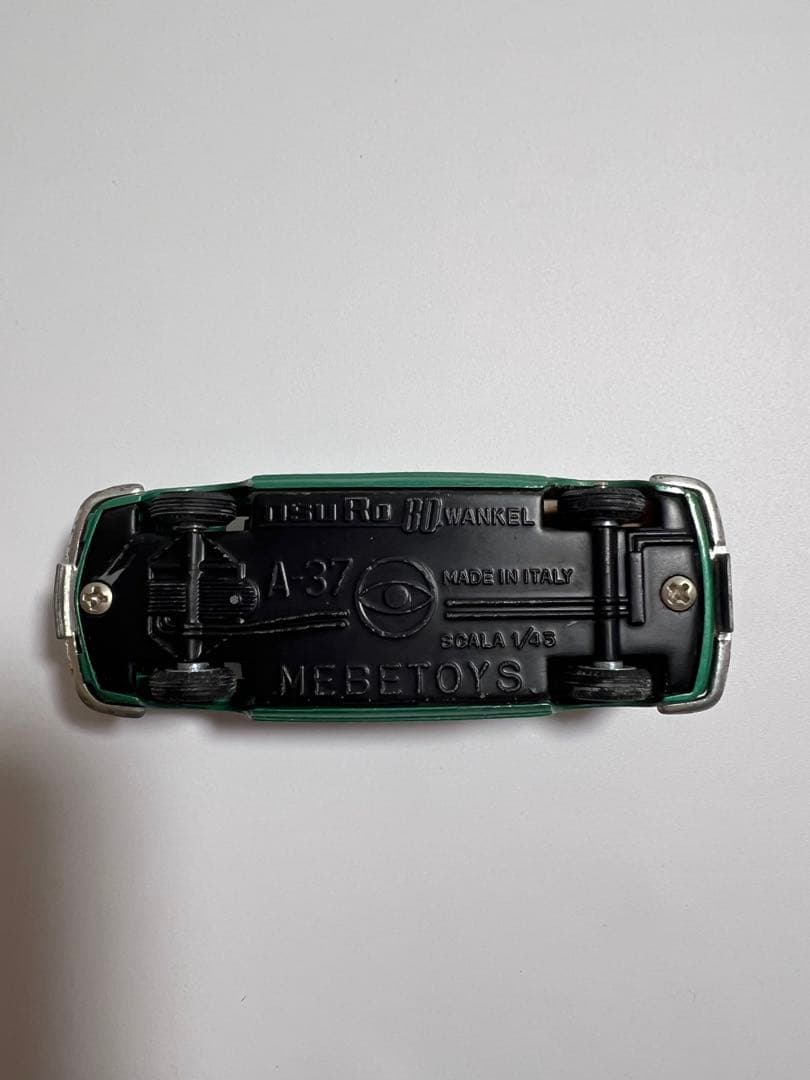 NSU Ro 80 WANKEL
A-37
MADE IN ITALY
SCALA 1/43
MEBETOYS